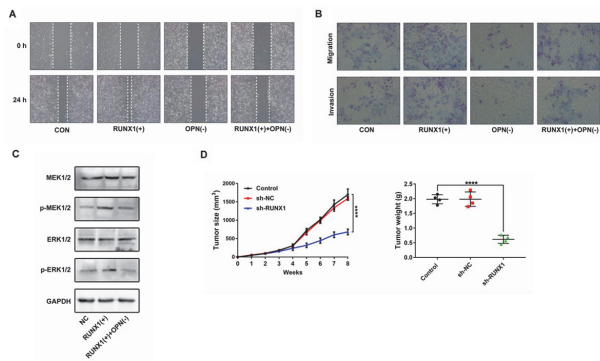 A
0 h
24 h
CON
RUNX1(+)
OPN(-)
RUNX1(+)+OPN(-)
B
Migration
Invasion
CON
RUNX1(+)
OPN(-)
RUNX1(+)+OPN(-)
C
MEK1/2
p-MEK1/2
ERK1/2
p-ERK1/2
GAPDH
NC
RUNX1(+)
RUNX1(+)+OPN(-)
D
Control
sh-NC
sh-RUNX1
Tumor size (mm3)
2000
1500
1000
500
0
0 1 2 3 4 5 6 7 8
Weeks
****
Tumor weight (g)
2.5
2.0
1.5
1.0
0.5
0.0
****
Control
sh-NC
sh-RUNX1